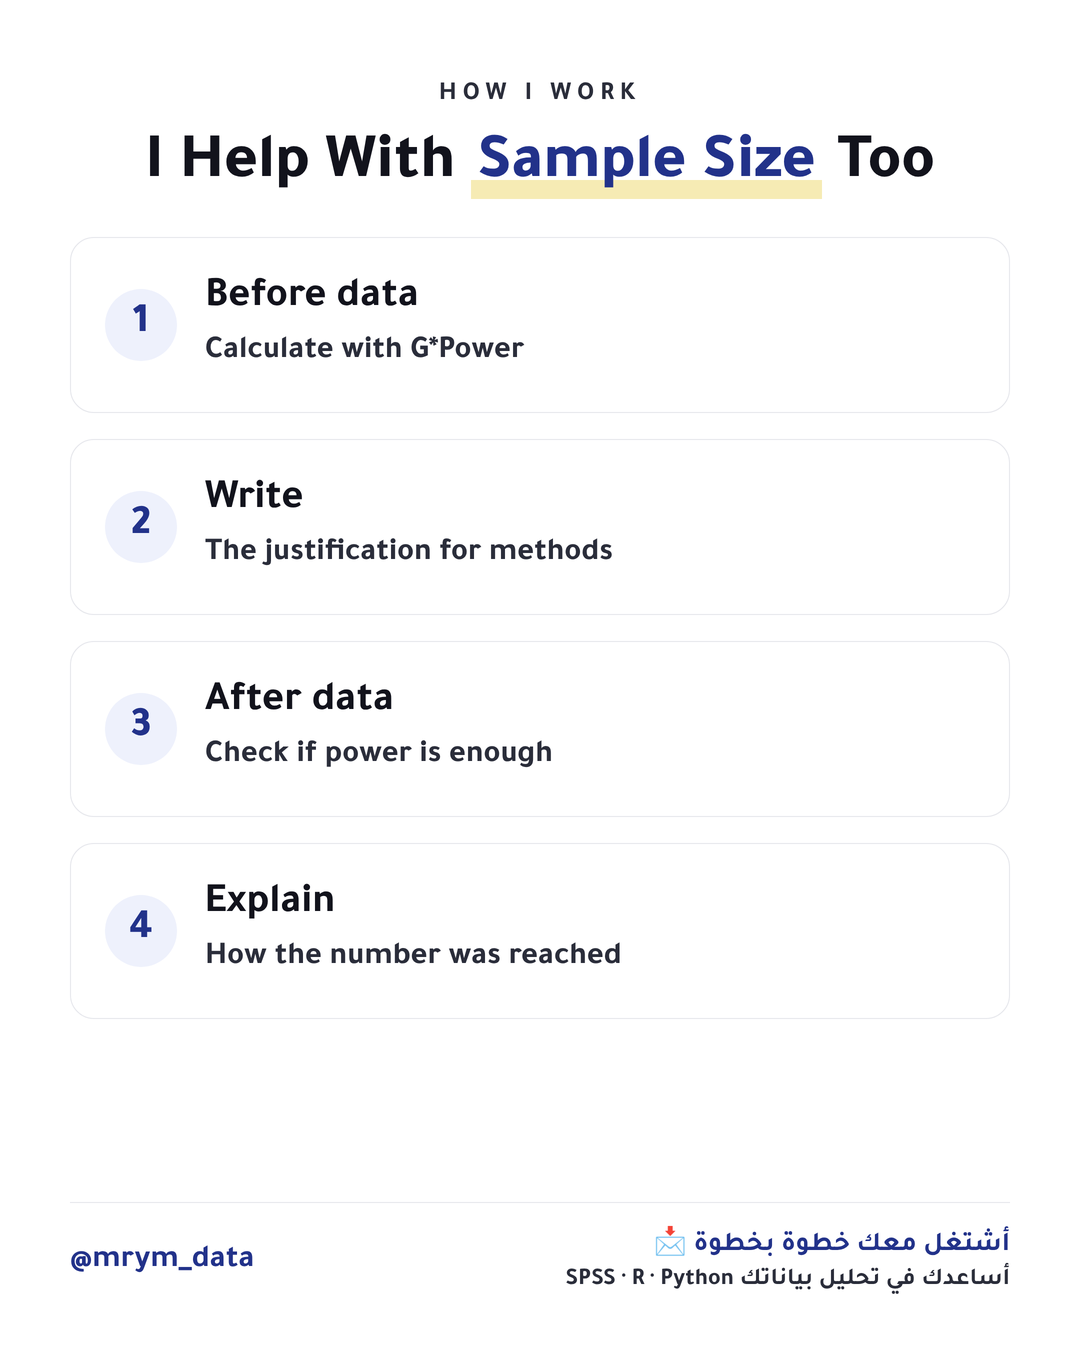 HOW I WORK
I Help With Sample Size Too
1
Before data
Calculate with G*Power
2
Write
The justification for methods
3
After data
Check if power is enough
4
Explain
How the number was reached
@mrym_data
أشتغل معك خطوة بخطوة 📩
أساعدك في تحليل بياناتك SPSS · R · Python